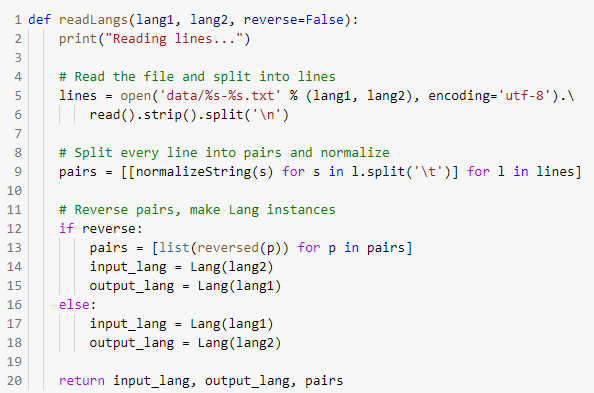 1 def readLangs(lang1, lang2, reverse=False):
2     print("Reading lines...")
3
4     # Read the file and split into lines
5     lines = open('data/%s-%s.txt' % (lang1, lang2), encoding='utf-8').\
6         read().strip().split('\n')
7
8     # Split every line into pairs and normalize
9     pairs = [[normalizeString(s) for s in l.split('\t')] for l in lines]
10
11     # Reverse pairs, make Lang instances
12     if reverse:
13         pairs = [list(reversed(p)) for p in pairs]
14         input_lang = Lang(lang2)
15         output_lang = Lang(lang1)
16     else:
17         input_lang = Lang(lang1)
18         output_lang = Lang(lang2)
19
20     return input_lang, output_lang, pairs